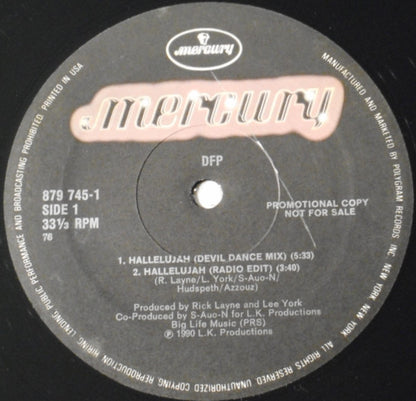 mercury
mercury
DFP
879 745-1
SIDE 1
33⅓ RPM
78
PROMOTIONAL COPY
NOT FOR SALE
1. HALLELUJAH (DEVIL DANCE MIX) (5:33)
2. HALLELUJAH (RADIO EDIT) (3:40)
(R. Layne/L. York/S-Auo-N/
Hudspeth/Azzouz)
Produced by Rick Layne and Lee York
Co-Produced by S-Auo-N for L.K. Productions
Big Life Music (PRS)
℗ 1990 L.K. Productions
MANUFACTURED AND MARKETED BY POLYGRAM RECORDS INC. NEW YORK, NEW YORK. ALL RIGHTS RESERVED UNAUTHORIZED COPYING REPRODUCTION HIRING LENDING PUBLIC PERFORMANCE AND BROADCASTING PROHIBITED. PRINTED IN USA